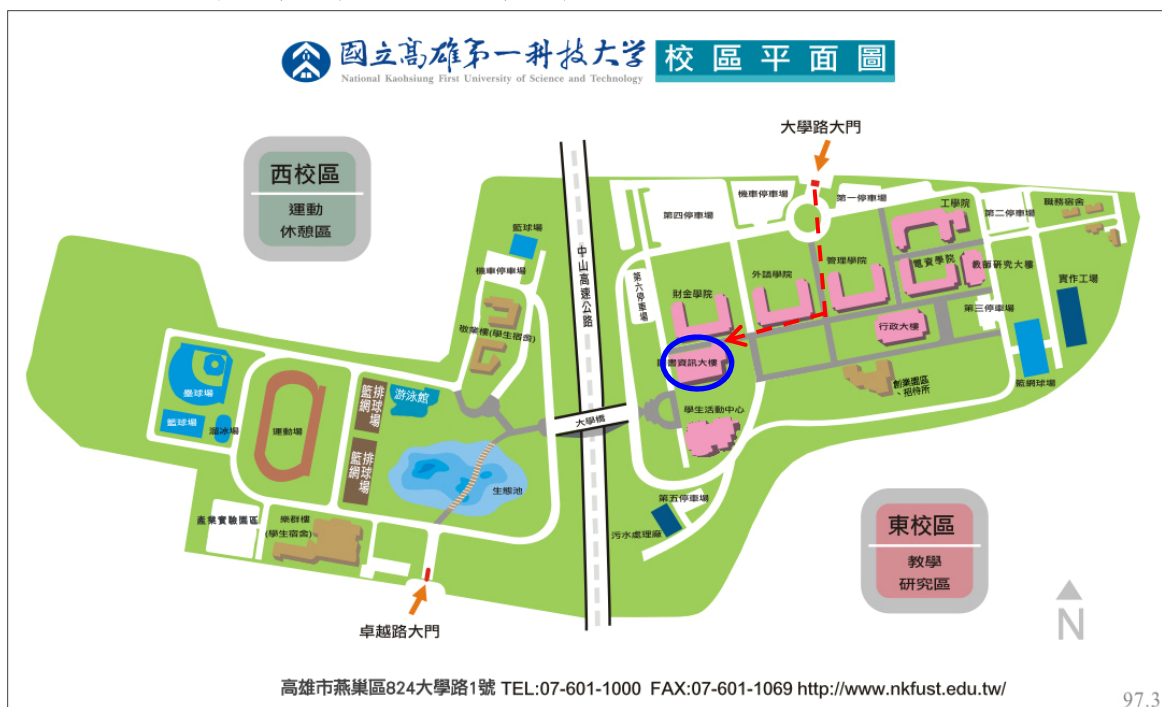 國立高雄第一科技大学 校區平面圖
National Kaohsiung First University of Science and Technology
大學路大門
西校區
運動
休憩區
籃球場
機車停車場
敬業樓(學生宿舍)
中山高速公路
第四停車場
機車停車場
第一停車場
工學院
第二停車場
職務宿舍
第六停車場
財金學院
外語學院
管理學院
電資學院
教師研究大樓
實作工場
第三停車場
行政大樓
書資訊大樓
創業園區
、招待所
籃網球場
壘球場
籃球場
溜冰場
運動場
排球場
籃網
游泳館
排球場
籃網
大學橋
學生活動中心
生態池
第五停車場
污水處理廠
產業實驗園區
樂群樓
(學生宿舍)
卓越路大門
東校區
教學
研究區
N
高雄市燕巢區824大學路1號 TEL:07-601-1000 FAX:07-601-1069 http://www.nkfust.edu.tw/
97.3